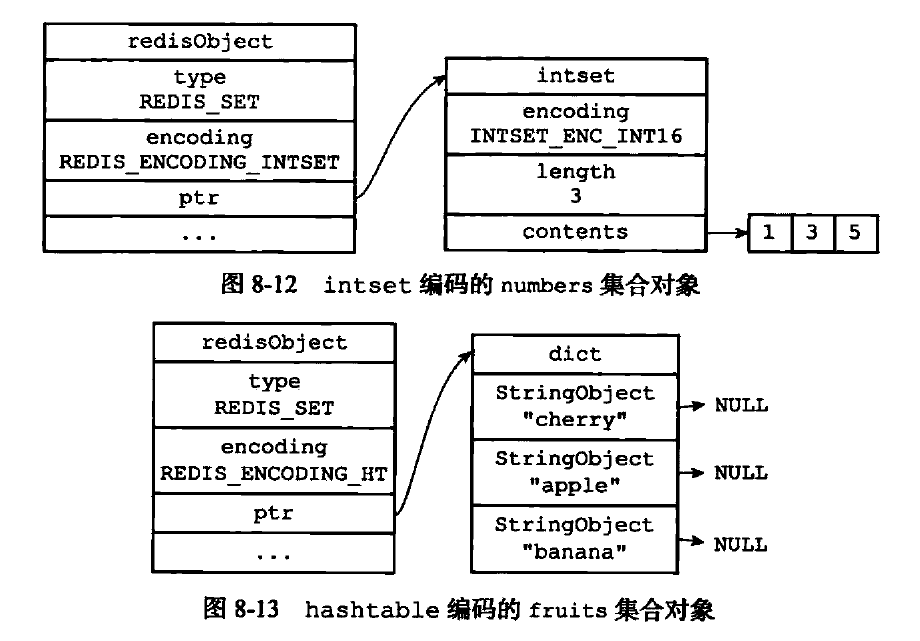 redisObject
type
REDIS_SET
encoding
REDIS_ENCODING_INTSET
ptr
...
intset
encoding
INTSET_ENC_INT16
length
3
contents
1 3 5
图 8-12 intset 编码的 numbers 集合对象
redisObject
type
REDIS_SET
encoding
REDIS_ENCODING_HT
ptr
...
dict
StringObject
"cherry"
NULL
StringObject
"apple"
NULL
StringObject
"banana"
NULL
图 8-13 hashtable 编码的 fruits 集合对象